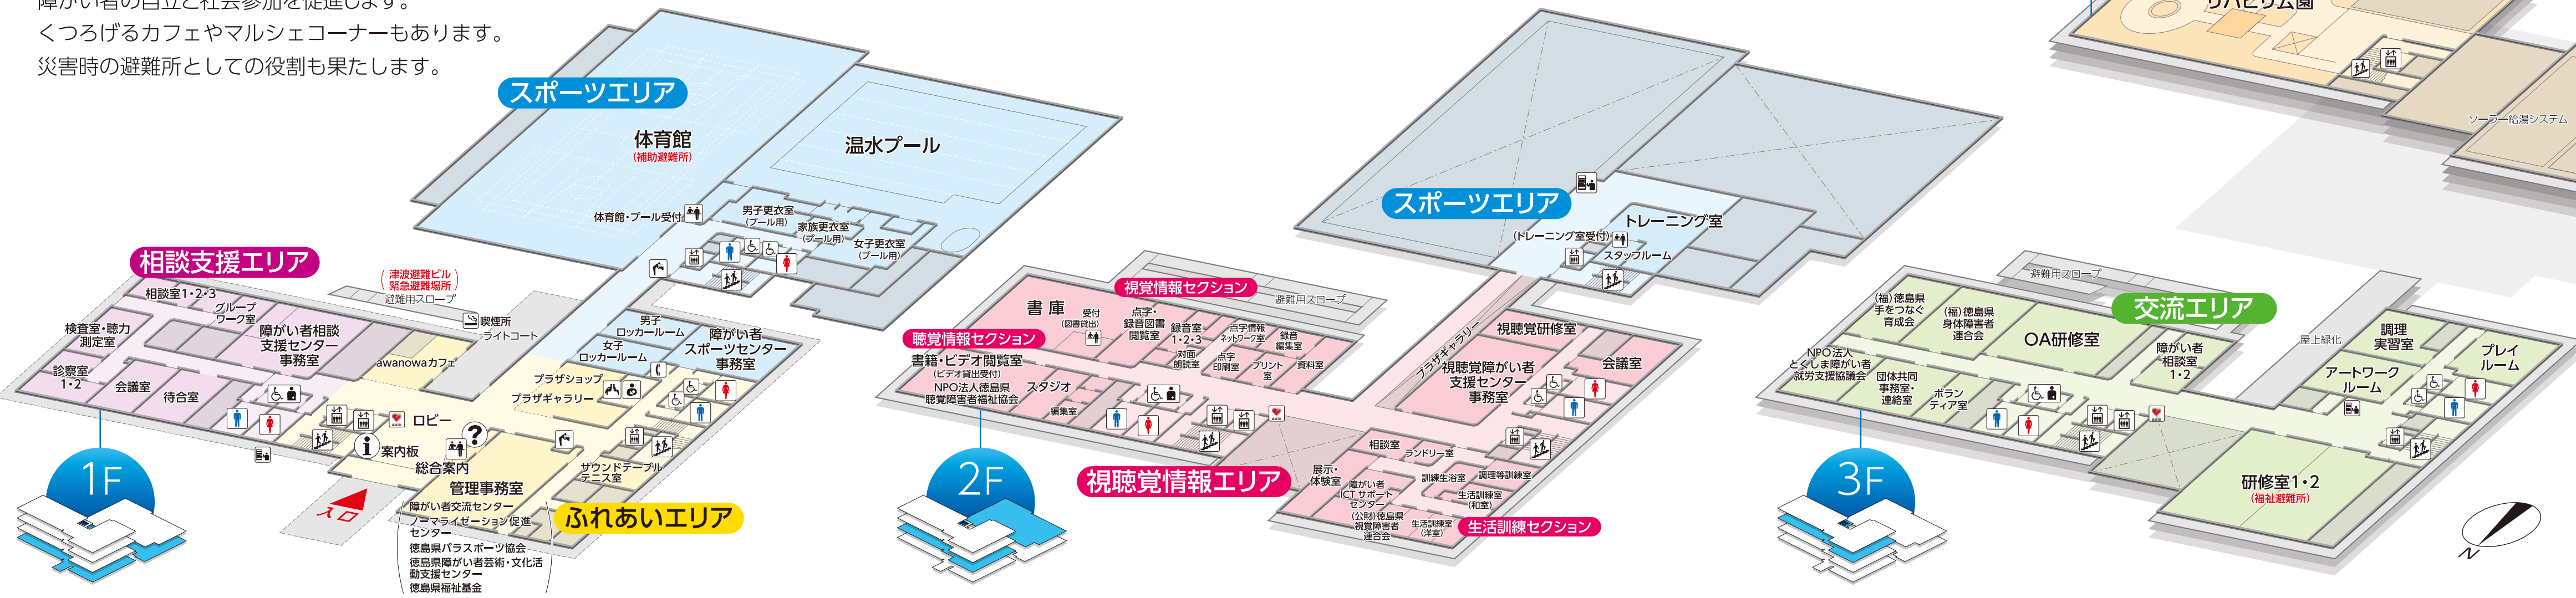 障がい者の自立と社会参加を促進します。
くつろげるカフェやマルシェコーナーもあります。
災害時の避難所としての役割も果たします。
スポーツエリア
体育館
(補助避難所)
温水プール
体育館・プール受付
男子更衣室
(プール用)
家族更衣室
(プール用)
女子更衣室
(プール用)
相談支援エリア
津波避難ビル
緊急避難場所
避難用スロープ
相談室1・2・3
グループ
ワーク室
検査室・聴力
測定室
障がい者相談
支援センター
事務室
診察室
1・2
会議室
待合室
喫煙所
ライトコート
awanowaカフェ
男子
ロッカールーム
女子
ロッカールーム
障がい者
スポーツセンター
事務室
プラザショップ
プラザギャラリー
ロビー
案内板
?
総合案内
管理事務室
障がい者交流センター
ノーマライゼーション促進
センター
徳島県パラスポーツ協会
徳島県障がい者芸術・文化活
動支援センター
徳島県福祉基金
サウンドテーブル
テニス室
ふれあいエリア
入口
1F
スポーツエリア
トレーニング室
(トレーニング室受付)
スタッフルーム
視覚情報セクション
避難用スロープ
書庫
受付
(図書貸出)
点字・
録音図書
閲覧室
録音室
1・2・3
点字情報
ネットワーク室
録音
編集室
対面
朗読室
点字
印刷室
プリント
室
資料室
聴覚情報セクション
書籍・ビデオ閲覧室
(ビデオ貸出受付)
NPO法人徳島県
聴覚障害者福祉協会
スタジオ
編集室
プラザギャラリー
視聴覚研修室
視聴覚障がい者
支援センター
事務室
会議室
視聴覚情報エリア
相談室
ランドリー室
展示・
体験室
障がい者
ICTサポート
センター
(公財)徳島県
視覚障害者
連合会
訓練生浴室
調理等訓練室
生活訓練室
(和室)
生活訓練室
(洋室)
生活訓練セクション
2F
リハビリ公園
ソーラー給湯システム
避難用スロープ
交流エリア
(福)徳島県
手をつなぐ
育成会
(福)徳島県
身体障害者
連合会
OA研修室
障がい者
相談室
1・2
NPO法人
とくしま障がい者
就労支援協議会
団体共同
事務室・
連絡室
ボラン
ティア室
屋上緑化
調理
実習室
プレイ
ルーム
アートワーク
ルーム
研修室1・2
(福祉避難所)
3F
N